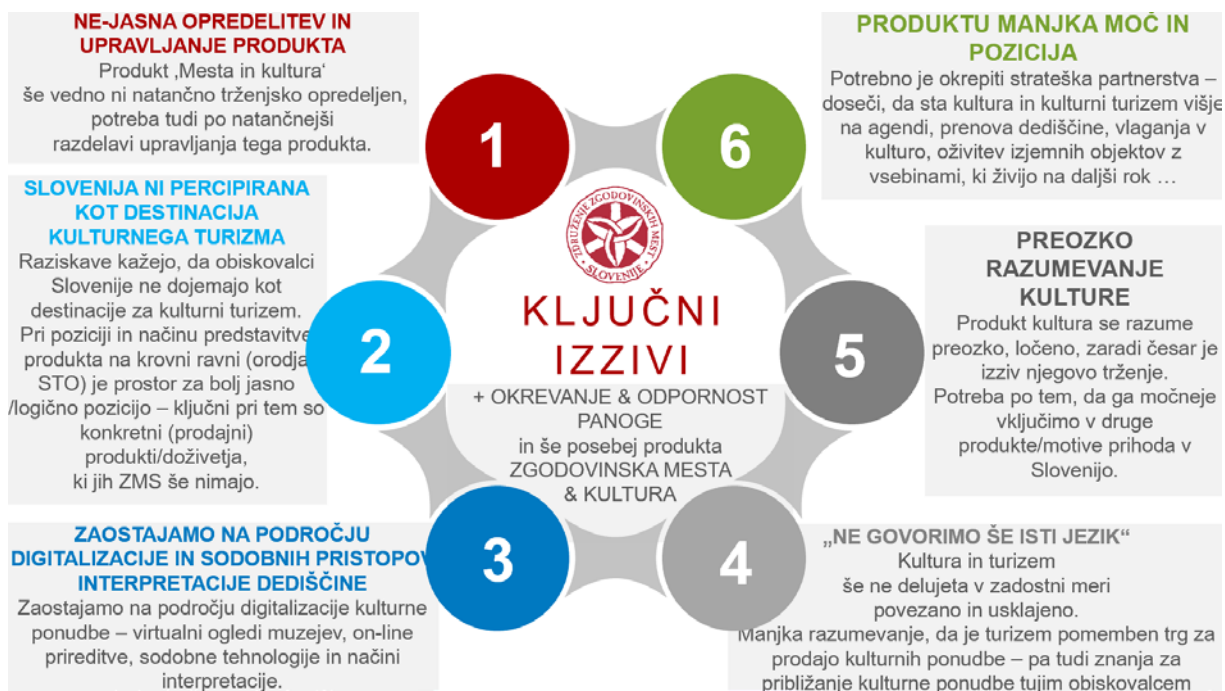 NE-JASNA OPREDELITEV IN
UPRAVLJANJE PRODUKTA
Produkt ‚Mesta in kultura‘
še vedno ni natančno trženjsko opredeljen,
potreba tudi po natančnejši
razdelavi upravljanja tega produkta.
1
SLOVENIJA NI PERCIPIRANA
KOT DESTINACIJA
KULTURNEGA TURIZMA
Raziskave kažejo, da obiskovalci
Slovenije ne dojemajo kot
destinacije za kulturni turizem.
Pri poziciji in načinu predstavitve
produkta na krovni ravni (orodja
STO) je prostor za bolj jasno
/logično pozicijo – ključni pri tem so
konkretni (prodajni)
produkti/doživetja,
ki jih ZMS še nimajo.
2
ZAOSTAJAMO NA PODROČJU
DIGITALIZACIJE IN SODOBNIH PRISTOPOV
INTERPRETACIJE DEDIŠČINE
Zaostajamo na področju digitalizacije kulturne
ponudbe – virtualni ogledi muzejev, on-line
prireditve, sodobne tehnologije in načini
interpretacije.
3
ZDRUŽENJE ZGODOVINSKIH MEST
• SLOVENIJE •
KLJUČNI
IZZIVI
+ OKREVANJE & ODPORNOST
PANOGE
in še posebej produkta
ZGODOVINSKA MESTA
& KULTURA
PRODUKTU MANJKA MOČ IN
POZICIJA
Potrebno je okrepiti strateška partnerstva –
doseči, da sta kultura in kulturni turizem višje
na agendi, prenova dediščine, vlaganja v
kulturo, oživitev izjemnih objektov z
vsebinami, ki živijo na daljši rok …
6
PREOZKO
RAZUMEVANJE
KULTURE
Produkt kultura se razume
preozko, ločeno, zaradi česar je
izziv njegovo trženje.
Potreba po tem, da ga močneje
vključimo v druge
produkte/motive prihoda v
Slovenijo.
5
„NE GOVORIMO ŠE ISTI JEZIK“
Kultura in turizem
še ne delujeta v zadostni meri
povezano in usklajeno.
Manjka razumevanje, da je turizem pomemben trg za
prodajo kulturnih ponudbe – pa tudi znanja za
približanje kulturne ponudbe tujim obiskovalcem
4